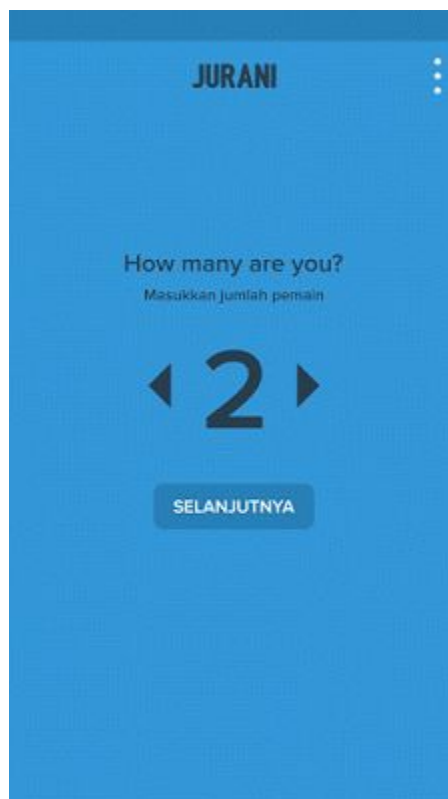 JURANI
How many are you?
Masukkan jumlah pemain
2
SELANJUTNYA